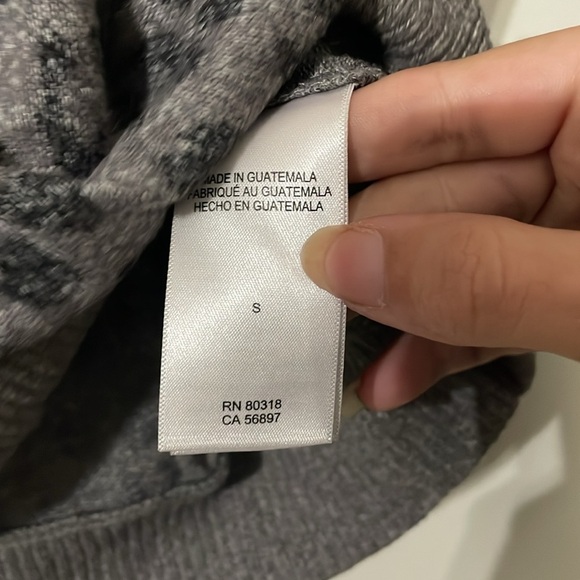 MADE IN GUATEMALA
FABRIQUÉ AU GUATEMALA
HECHO EN GUATEMALA
S
RN 80318
CA 56897